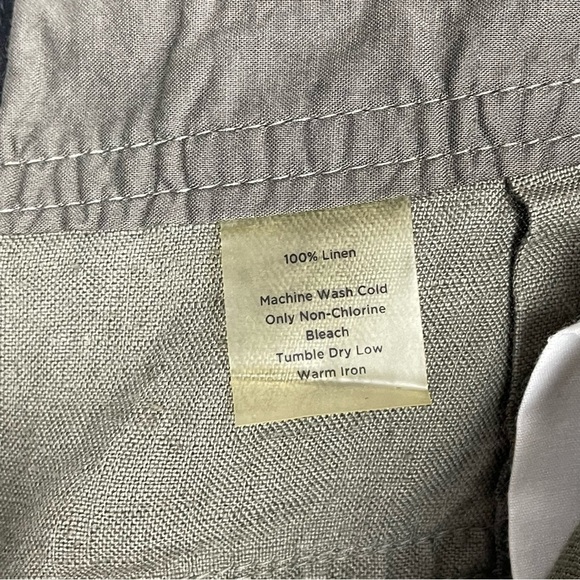 100% Linen
Machine Wash Cold
Only Non-Chlorine
Bleach
Tumble Dry Low
Warm Iron